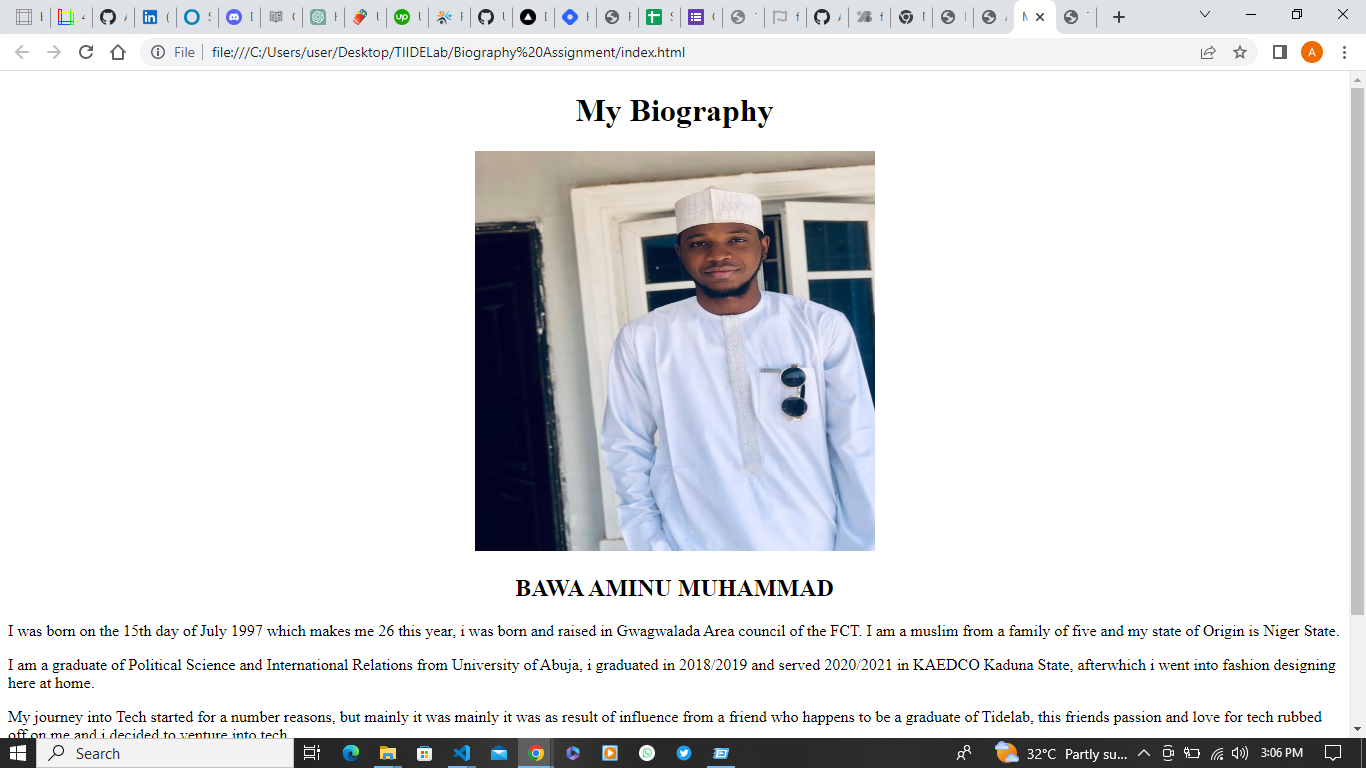 File
file:///C:/Users/user/Desktop/TIIDELab/Biography%20Assignment/index.html
A
My Biography
BAWA AMINU MUHAMMAD
I was born on the 15th day of July 1997 which makes me 26 this year, i was born and raised in Gwagwalada Area council of the FCT. I am a muslim from a family of five and my state of Origin is Niger State.
I am a graduate of Political Science and International Relations from University of Abuja, i graduated in 2018/2019 and served 2020/2021 in KAEDCO Kaduna State, afterwhich i went into fashion designing
here at home.
My journey into Tech started for a number reasons, but mainly it was mainly it was as result of influence from a friend who happens to be a graduate of Tidelab, this friends passion and love for tech rubbed
off on me and i decided to venture into tech
Search
32°C Partly su...
3:06 PM